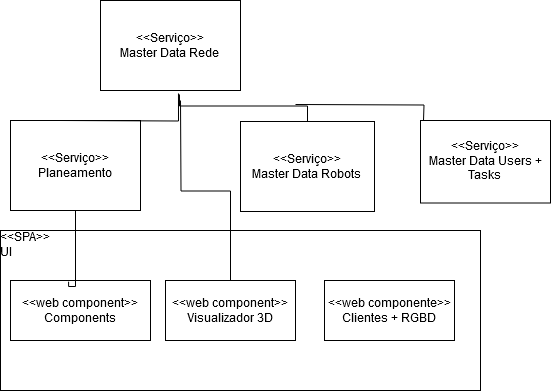 <<Serviço>>
Master Data Rede
<<Serviço>>
Planeamento
<<Serviço>>
Master Data Robots
<<Serviço>>
Master Data Users +
Tasks
<<SPA>>
UI
<<web component>>
Components
<<web component>>
Visualizador 3D
<<web componente>>
Clientes + RGBD